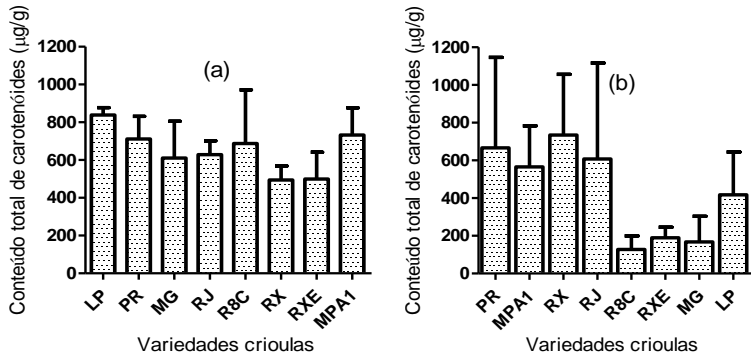 Conteúdo total de carotenóides (µg/g)
1200
1000
800
600
400
200
0
(a)
LP PR MG RJ R8C RX RXE MPA1
Variedades crioulas
Conteúdo total de carotenóides (µg/g)
1200
1000
800
600
400
200
0
(b)
PR MPA1 RX RJ R8C RXE MG LP
Variedades crioulas